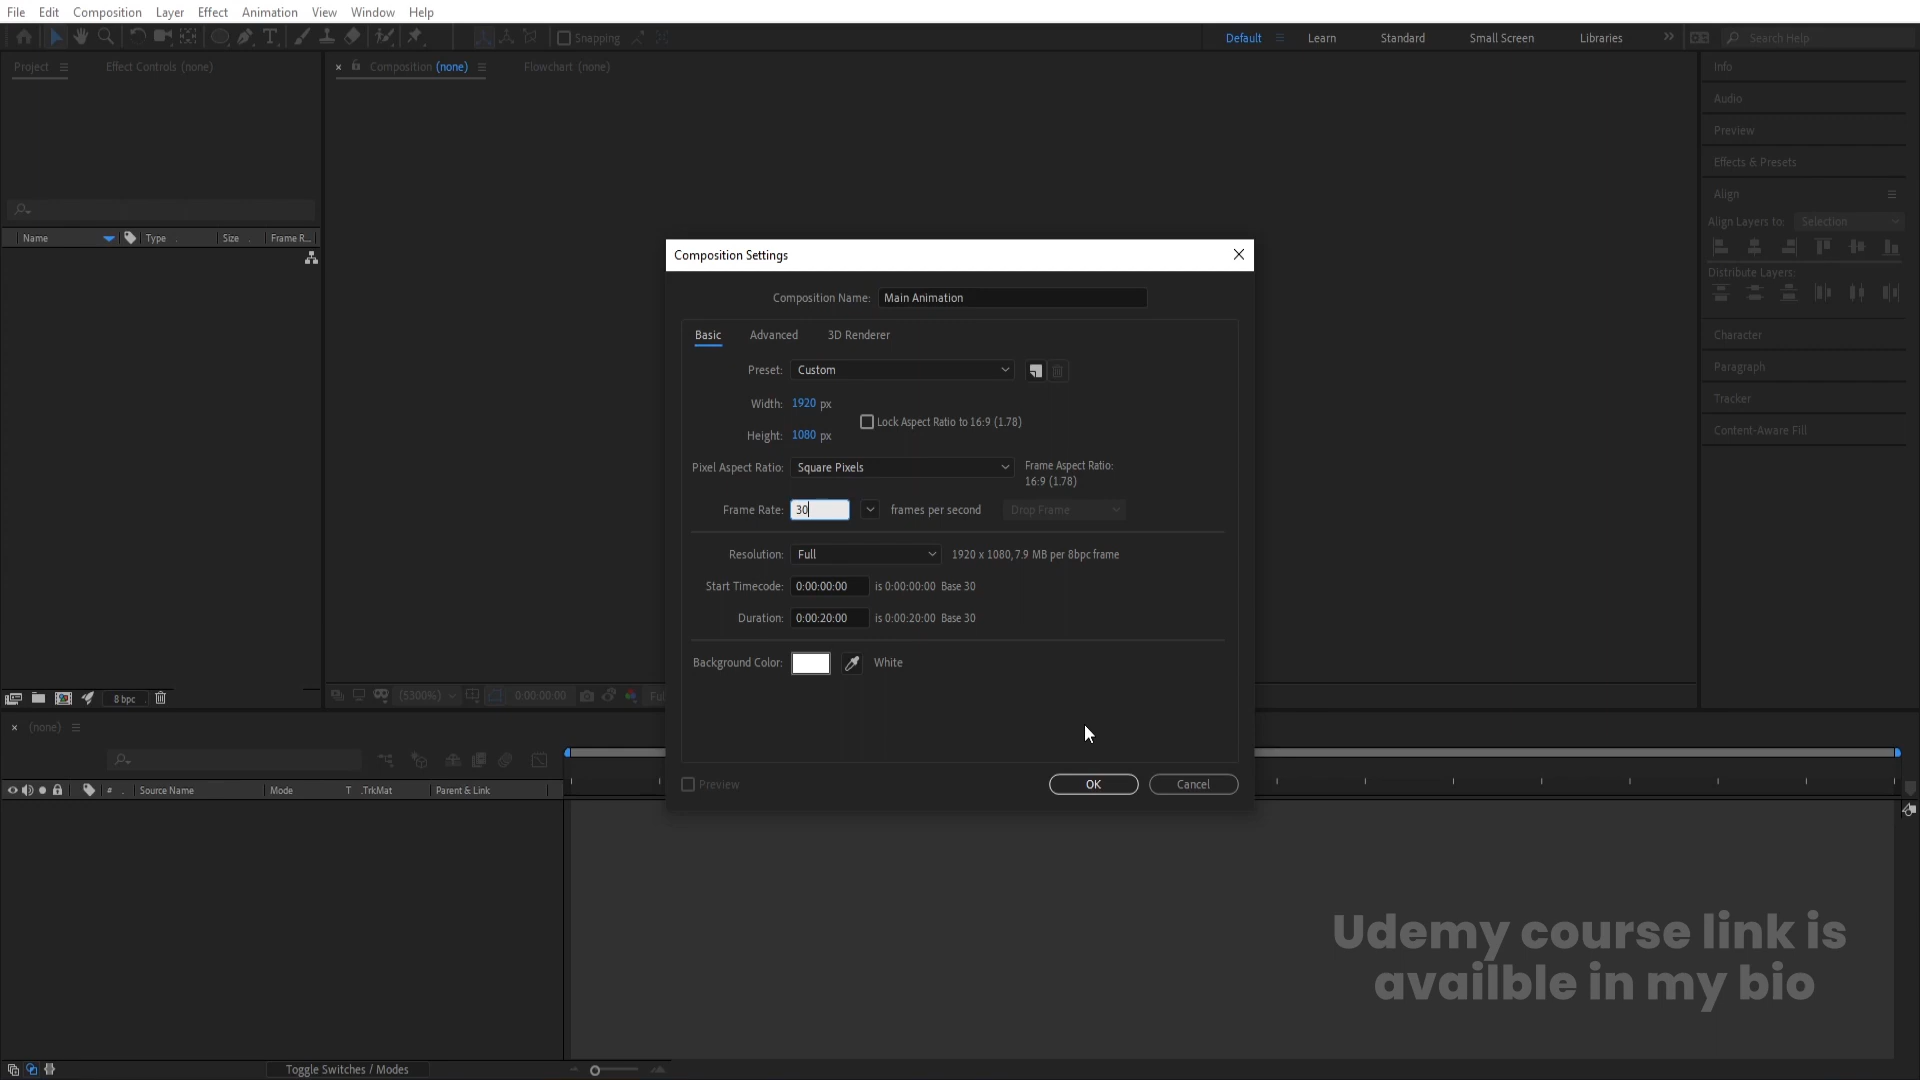 File Edit Composition Layer Effect Animation View Window Help
Snapping
Default Learn Standard Small Screen Libraries Search Help
Project Effect Controls (none)
Composition (none) Flowchart (none)
Info
Audio
Preview
Effects & Presets
Align
Align Layers to: Selection
Distribute Layers:
Character
Paragraph
Tracker
Content-Aware Fill
Name Type Size Frame R...
Composition Settings
Composition Name: Main Animation
Basic Advanced 3D Renderer
Preset: Custom
Width: 1920 px
Lock Aspect Ratio to 16:9 (1.78)
Height: 1080 px
Pixel Aspect Ratio: Square Pixels
Frame Aspect Ratio:
16:9 (1.78)
Frame Rate: 30 frames per second Drop Frame
Resolution: Full 1920 x 1080, 7.9 MB per 8bpc frame
Start Timecode: 0:00:00:00 is 0:00:00:00 Base 30
Duration: 0:00:20:00 is 0:00:20:00 Base 30
Background Color: White
Preview OK Cancel
8 bpc
(5300%) 0:00:00:00 Ful
(none)
# Source Name Mode T .TrkMat Parent & Link
Toggle Switches / Modes
Udemy course link is
availble in my bio